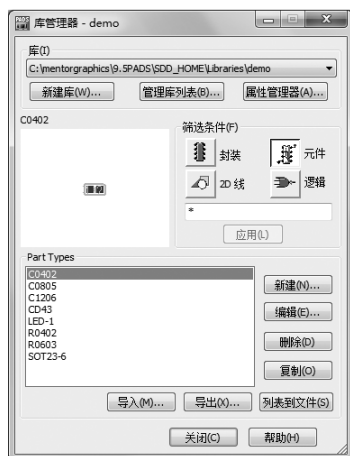 库管理器 - demo
库(I)
C:\mentorgraphics\9.5PADS\SDD_HOME\Libraries\demo
新建库(W)... 管理库列表(B)... 属性管理器(A)...
C0402
筛选条件(F)
封装 元件
2D 线 逻辑
*
应用(L)
Part Types
C0402
C0805
C1206
CD43
LED-1
R0402
R0603
SOT23-6
新建(N)...
编辑(E)...
删除(D)
复制(O)
导入(M)... 导出(X)... 列表到文件(S)
关闭(C) 帮助(H)